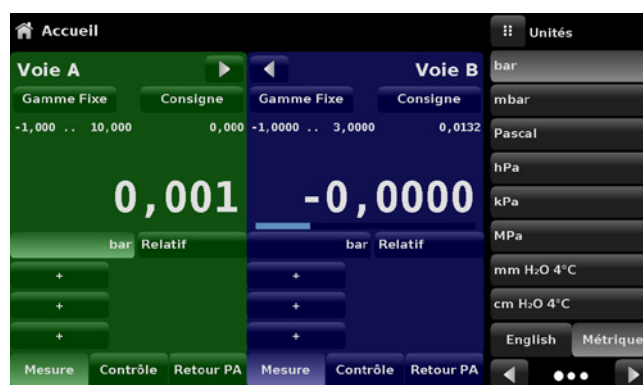 Accueil
Voie A
Gamme Fixe Consigne
-1,000 .. 10,000 0,000
0,001
bar Relatif
+
+
+
Mesure Contrôle Retour PA
Voie B
Gamme Fixe Consigne
-1,0000 .. 3,0000 0,0132
-0,0000
bar Relatif
+
+
+
Mesure Contrôle Retour PA
Unités
bar
mbar
Pascal
hPa
kPa
MPa
mm H₂O 4°C
cm H₂O 4°C
English Métrique